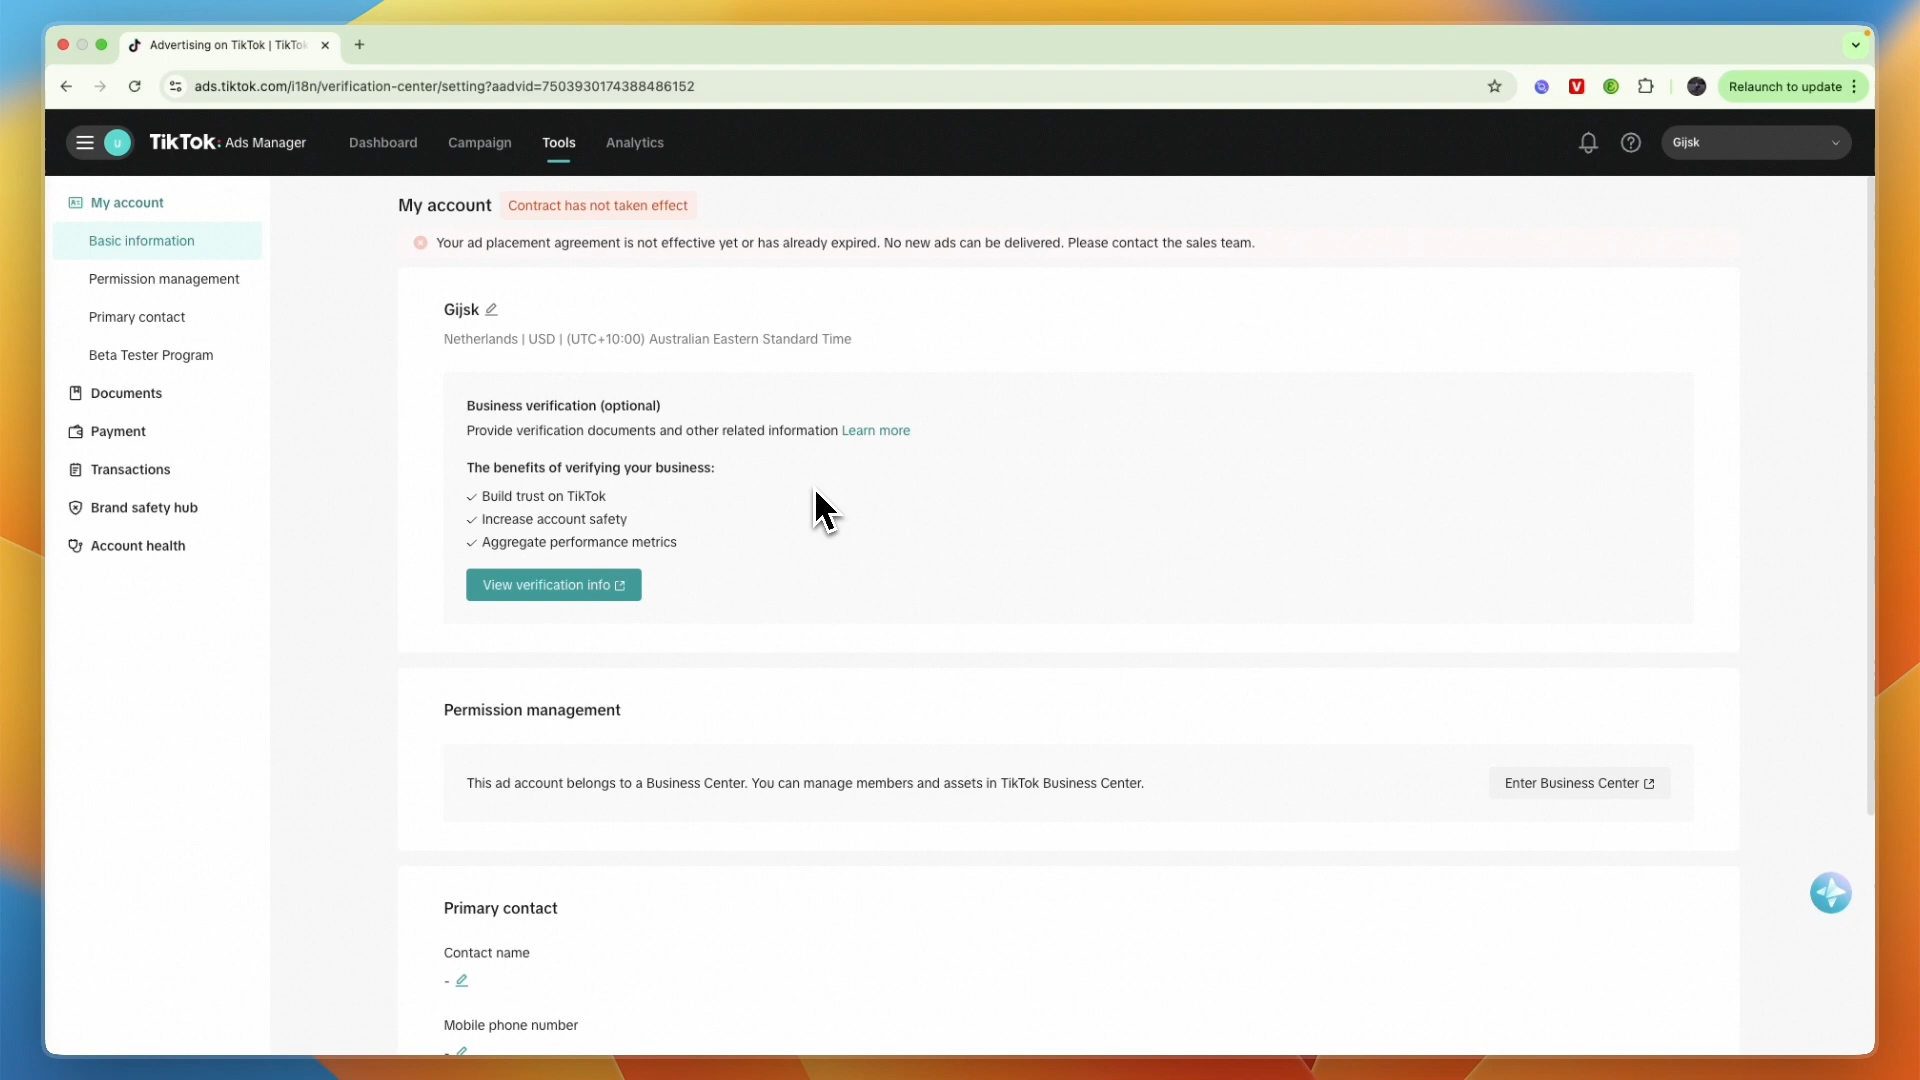 Advertising on TikTok | TikTok
ads.tiktok.com/i18n/verification-center/setting?aadvid=7503930174388486152
Relaunch to update
u
TikTok: Ads Manager
Dashboard
Campaign
Tools
Analytics
Gijsk
My account
Basic information
Permission management
Primary contact
Beta Tester Program
Documents
Payment
Transactions
Brand safety hub
Account health
My account
Contract has not taken effect
Your ad placement agreement is not effective yet or has already expired. No new ads can be delivered. Please contact the sales team.
Gijsk
Netherlands | USD | (UTC+10:00) Australian Eastern Standard Time
Business verification (optional)
Provide verification documents and other related information Learn more
The benefits of verifying your business:
Build trust on TikTok
Increase account safety
Aggregate performance metrics
View verification info
Permission management
This ad account belongs to a Business Center. You can manage members and assets in TikTok Business Center.
Enter Business Center
Primary contact
Contact name
-
Mobile phone number
-